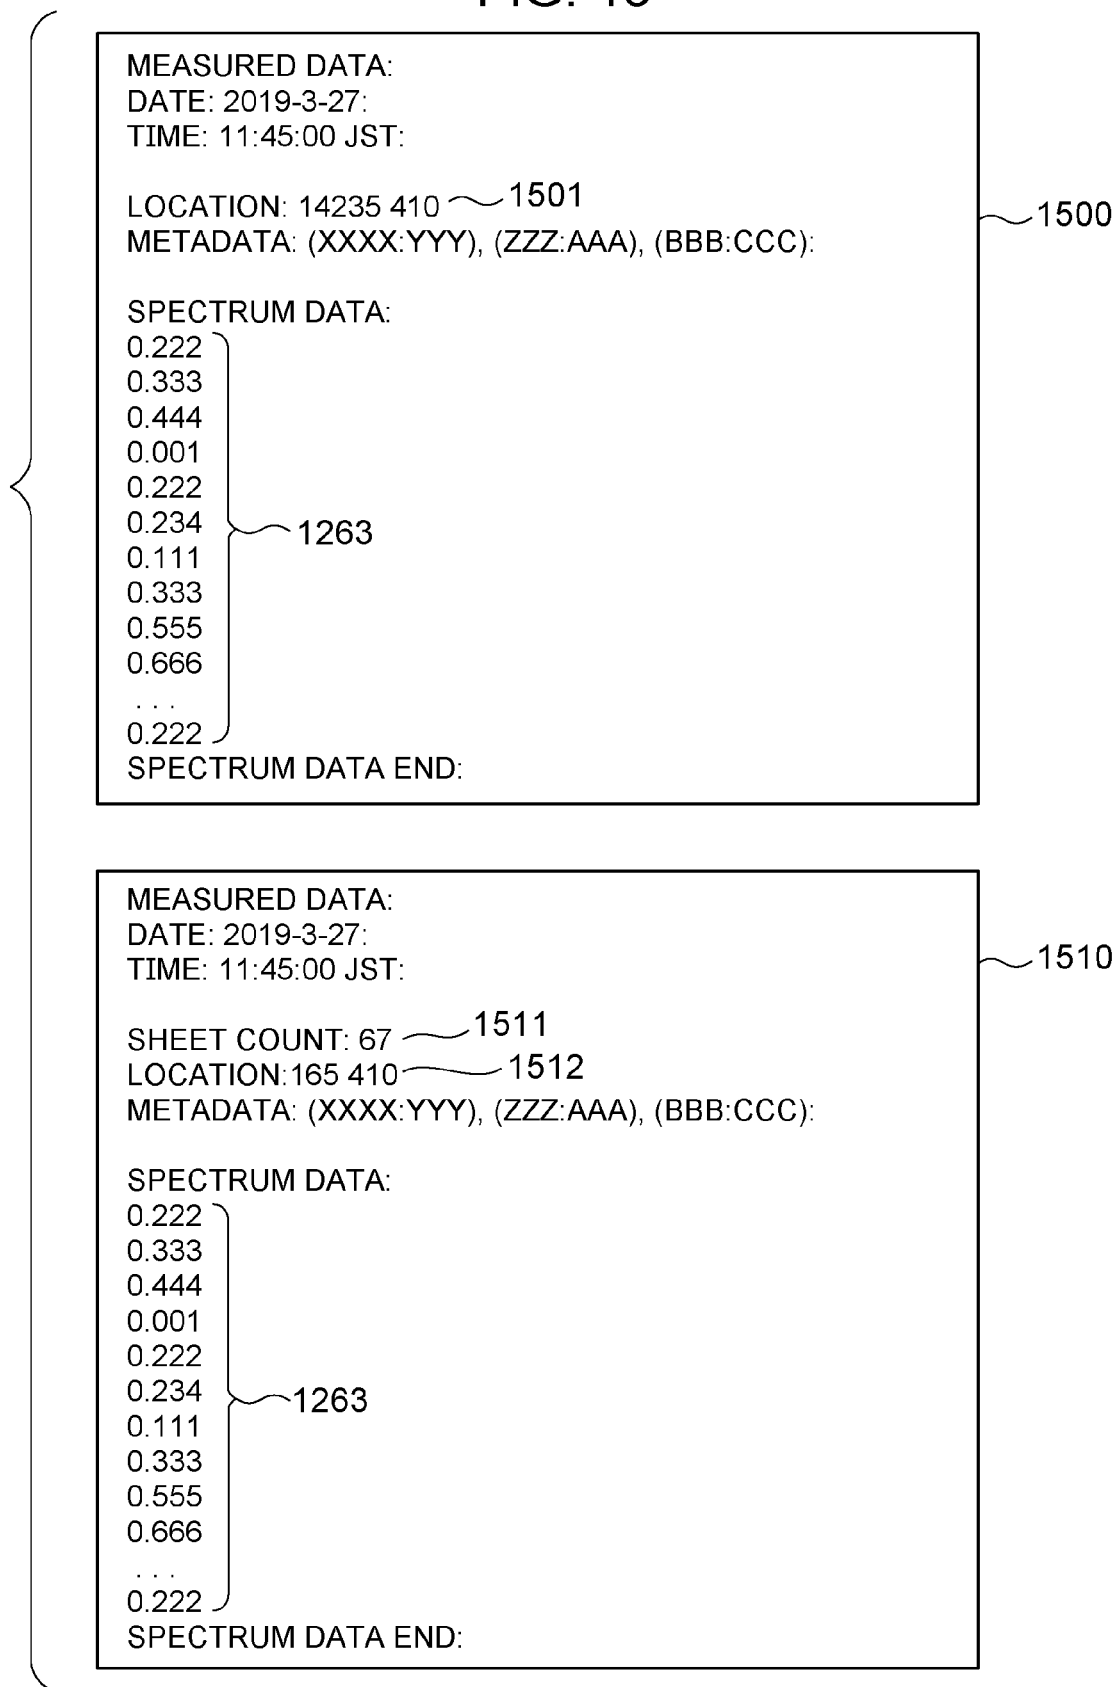 MEASURED DATA:
DATE: 2019-3-27:
TIME: 11:45:00 JST:
LOCATION: 14235 410 1501
1500
METADATA: (XXXX:YYY), (ZZZ:AAA), (BBB:CCC):
SPECTRUM DATA:
0.222
0.333
0.444
0.001
0.222
0.234
1263
0.111
0.333
0.555
0.666
...
0.222
SPECTRUM DATA END:
MEASURED DATA:
DATE: 2019-3-27:
TIME: 11:45:00 JST:
1510
SHEET COUNT: 67 1511
LOCATION:165 410 1512
METADATA: (XXXX:YYY), (ZZZ:AAA), (BBB:CCC):
SPECTRUM DATA:
0.222
0.333
0.444
0.001
0.222
0.234
1263
0.111
0.333
0.555
0.666
...
0.222
SPECTRUM DATA END: